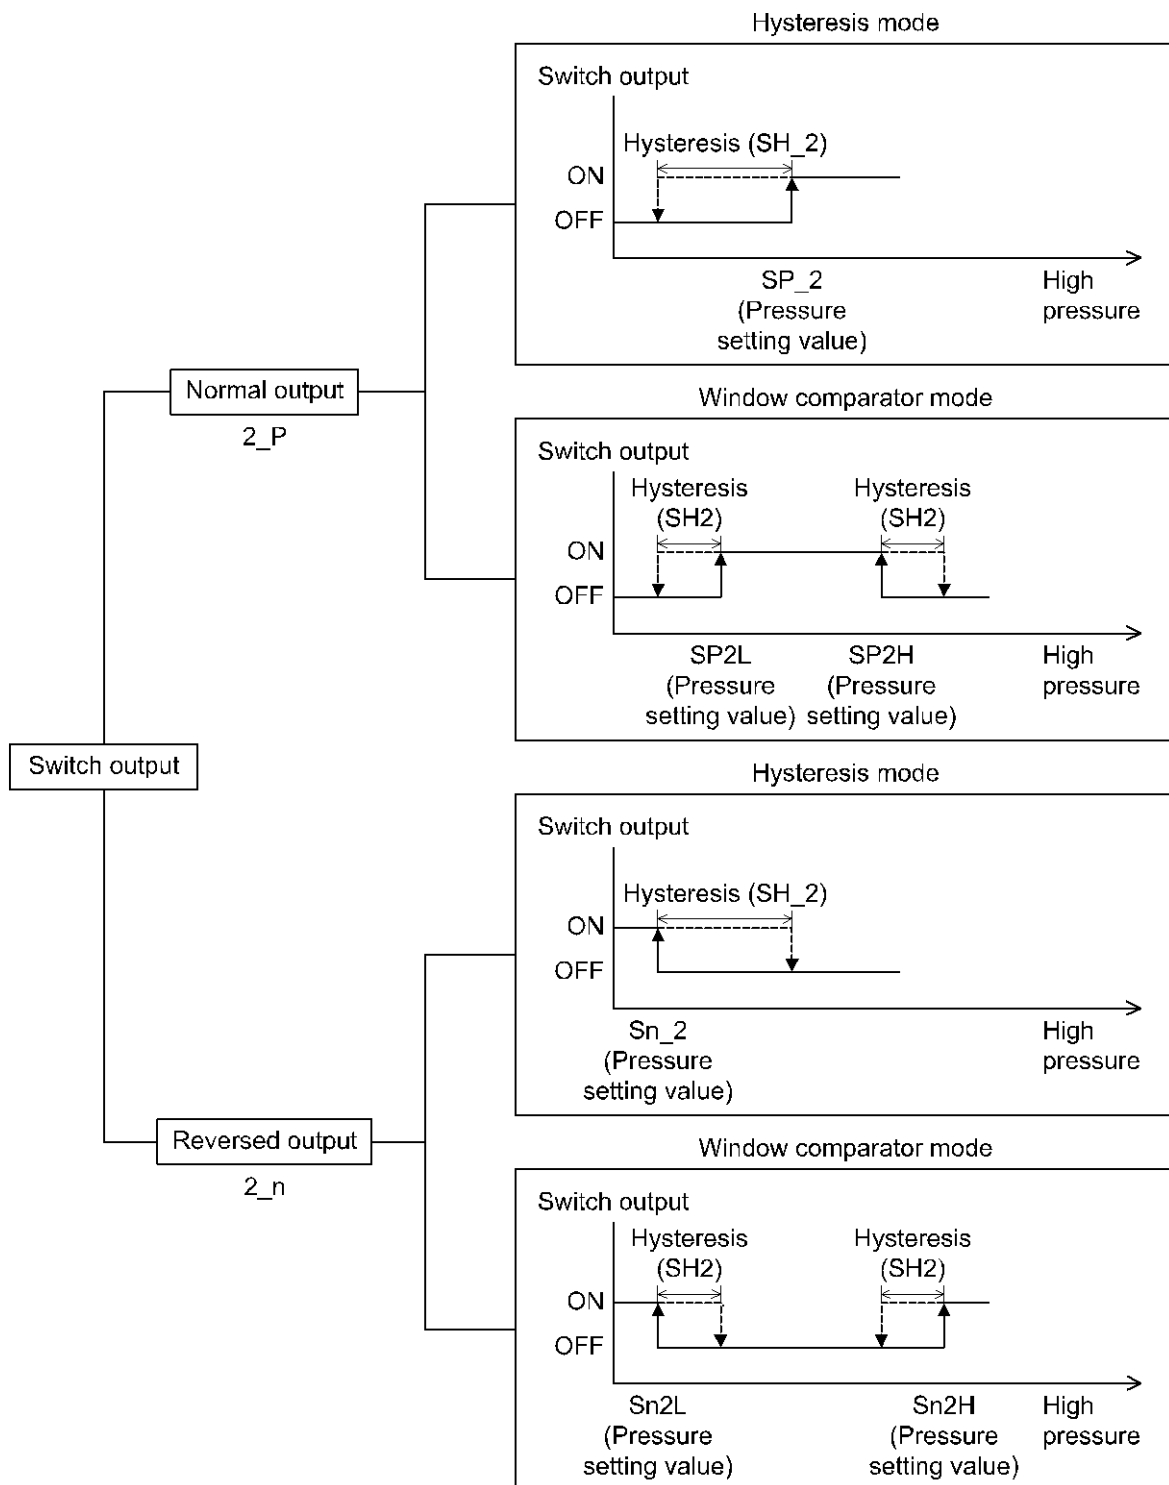 Hysteresis mode
Switch output
Hysteresis (SH_2)
ON
OFF
SP_2
(Pressure
setting value)
High
pressure
Normal output
2_P
Window comparator mode
Switch output
Hysteresis
(SH2)
Hysteresis
(SH2)
ON
OFF
SP2L
(Pressure
setting value)
SP2H
(Pressure
setting value)
High
pressure
Switch output
Hysteresis mode
Switch output
Hysteresis (SH_2)
ON
OFF
Sn_2
(Pressure
setting value)
High
pressure
Reversed output
2_n
Window comparator mode
Switch output
Hysteresis
(SH2)
Hysteresis
(SH2)
ON
OFF
Sn2L
(Pressure
setting value)
Sn2H
(Pressure
setting value)
High
pressure